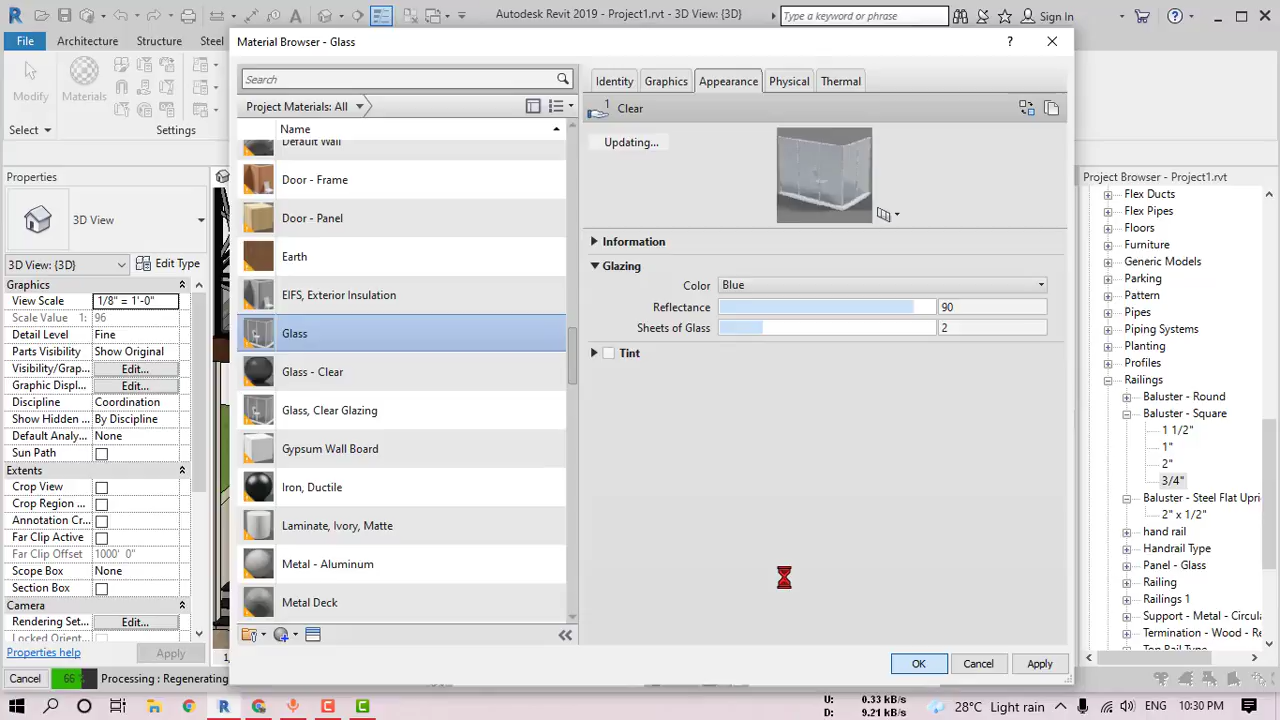 Autodesk Revit 2019 - Project1.rvt - 3D View: {3D}
Type a keyword or phrase
Sign In
File
Architecture
Structure
Steel
Modify
Materials
Select
Settings
Properties
3D View
3D View: {3D}
Edit Type
Graphics
View Scale 1/8" = 1'-0"
Scale Value 1: 96
Detail Level Fine
Parts Visibility Show Original
Visibility/Grap... Edit...
Graphic Displ... Edit...
Discipline Coordination
Show Hidden ... By Discipline
Default Analy... None
Sun Path
Extents
Crop View
Crop Region ...
Annotation Cr...
Far Clip Active
Far Clip Offset 1000' 0"
Scope Box None
Section Box
Camera
Rendering Set... Edit...
Locked Orient...
Properties help
Apply
Cancel
66 %
Processing : Regenerating
Material Browser - Glass
?
Search
Project Materials: All
Name
Default Wall
Door - Frame
Door - Panel
Earth
EIFS, Exterior Insulation
Glass
Glass - Clear
Glass, Clear Glazing
Gypsum Wall Board
Iron, Ductile
Laminate, Ivory, Matte
Metal - Aluminum
Metal Deck
Identity
Graphics
Appearance
Physical
Thermal
1
Clear
Updating...
Information
Glazing
Color Blue
Reflectance 90
Sheets of Glass 2
Tint
OK
Cancel
Apply
Project Browser - Project1.rvt
Flex Ducts
Flex Pipes
Floors
Furniture
Generic Models
Parking
Pattern
Pipes
Piping Systems
Planting
Profiles
Railings
Baluster - Round
Baluster - Square
1 1/2"
1"
2"
3/4"
Baluster - Steel Flat Upri
2" x 1/2"
hand rail
Handrail Type
Panel - Glass
Railing
Railings 1
Support - Metal - Circula
Termination - Wood - Re
Top Rail Type
U: 0.33 kB/s
D: 9.21 kB/s
28°C Light rain
10:30 PM